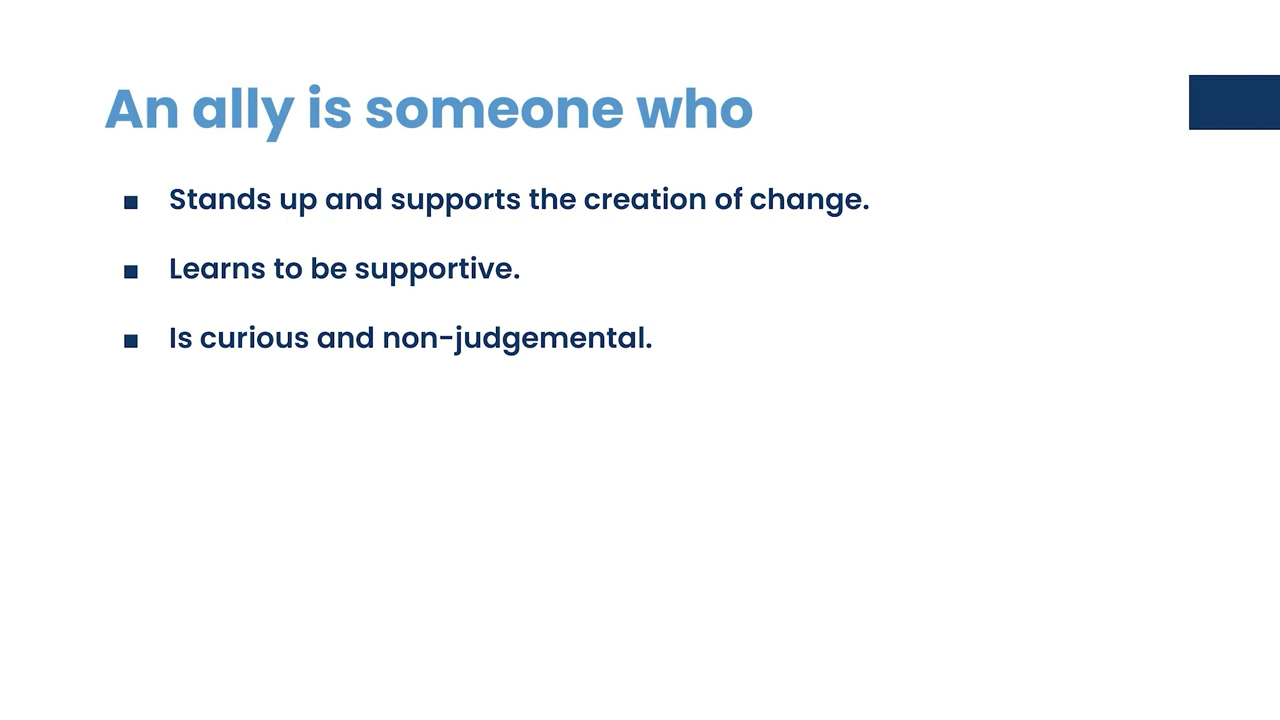 An ally is someone who
▪ Stands up and supports the creation of change.
▪ Learns to be supportive.
▪ Is curious and non-judgemental.